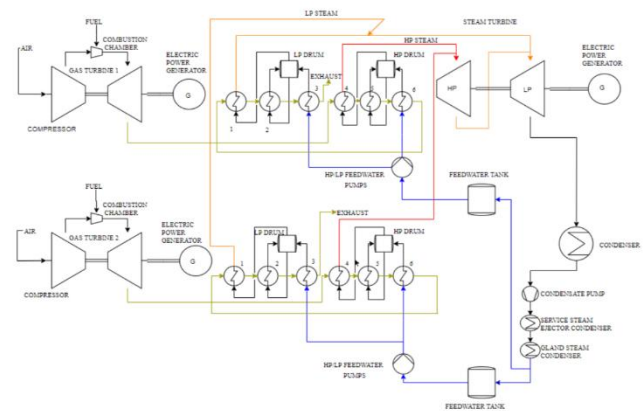 LP STEAM
FUEL
STEAM TURBINE
COMBUSTION
CHAMBER
HP STEAM
AIR
ELECTRIC
POWER
GENERATOR
LP DRUM
HP DRUM
ELECTRIC
POWER
GENERATOR
GAS TURBINE 1
EXHAUST
HP
LP
G
G
1
2
3
4
5
6
COMPRESSOR
HP/LP FEEDWATER
PUMPS
FEEDWATER TANK
FUEL
COMBUSTION
CHAMBER
AIR
ELECTRIC
POWER
GENERATOR
EXHAUST
GAS TURBINE 2
LP DRUM
HP DRUM
CONDENSER
G
1
2
3
4
5
6
COMPRESSOR
CONDENSATE PUMP
SERVICE STEAM
EJECTOR CONDENSER
GLAND STEAM
CONDENSER
HP/LP FEEDWATER
PUMPS
FEEDWATER TANK